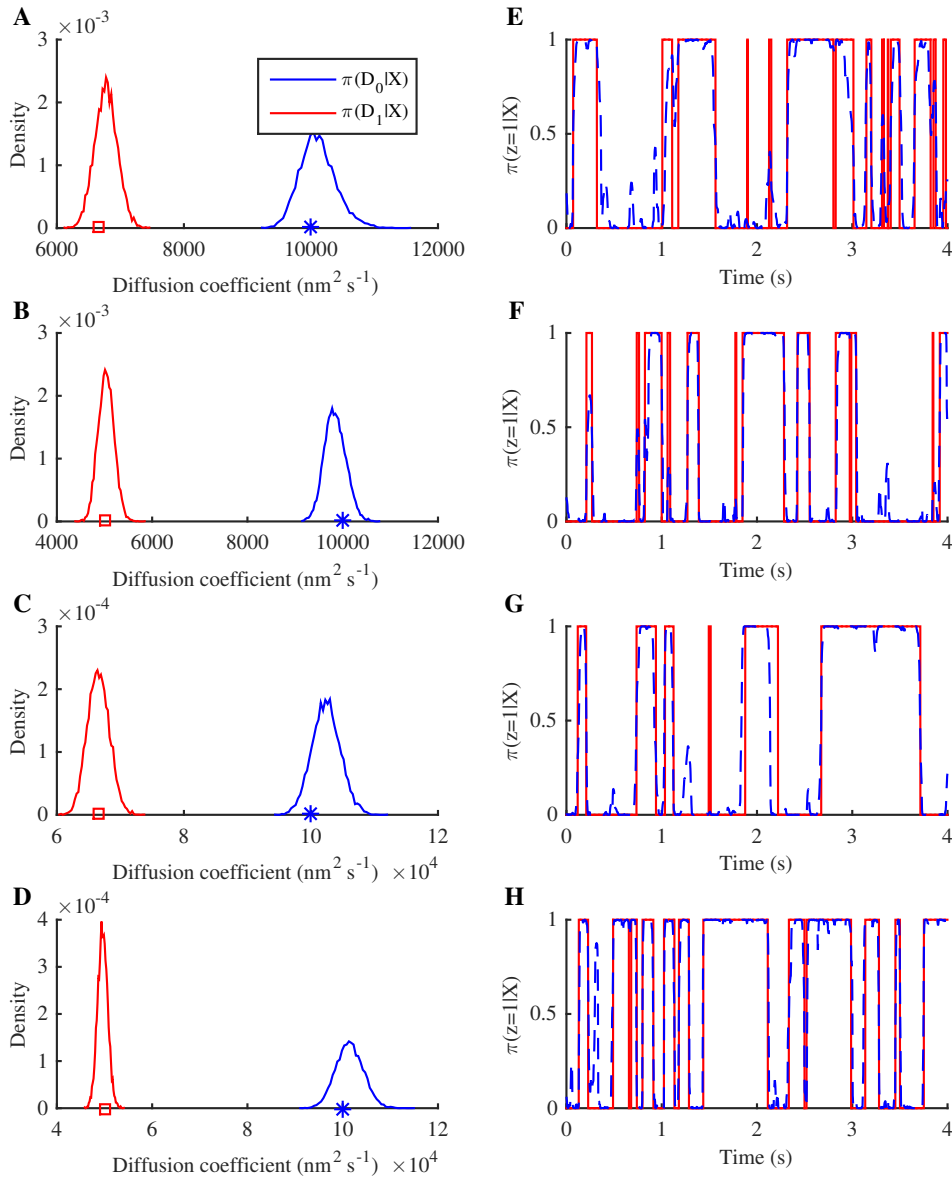 A
×10⁻³
3
2
1
0
Density
π(D₀|X)
π(D₁|X)
6000 8000 10000 12000
Diffusion coefficient (nm² s⁻¹)
E
1
0.5
0
π(z=1|X)
0 1 2 3 4
Time (s)
B
×10⁻³
3
2
1
0
Density
4000 6000 8000 10000 12000
Diffusion coefficient (nm² s⁻¹)
F
1
0.5
0
π(z=1|X)
0 1 2 3 4
Time (s)
C
×10⁻⁴
3
2
1
0
Density
6 8 10 12
Diffusion coefficient (nm² s⁻¹) ×10⁴
G
1
0.5
0
π(z=1|X)
0 1 2 3 4
Time (s)
D
×10⁻⁴
4
3
2
1
0
Density
4 6 8 10 12
Diffusion coefficient (nm² s⁻¹) ×10⁴
H
1
0.5
0
π(z=1|X)
0 1 2 3 4
Time (s)